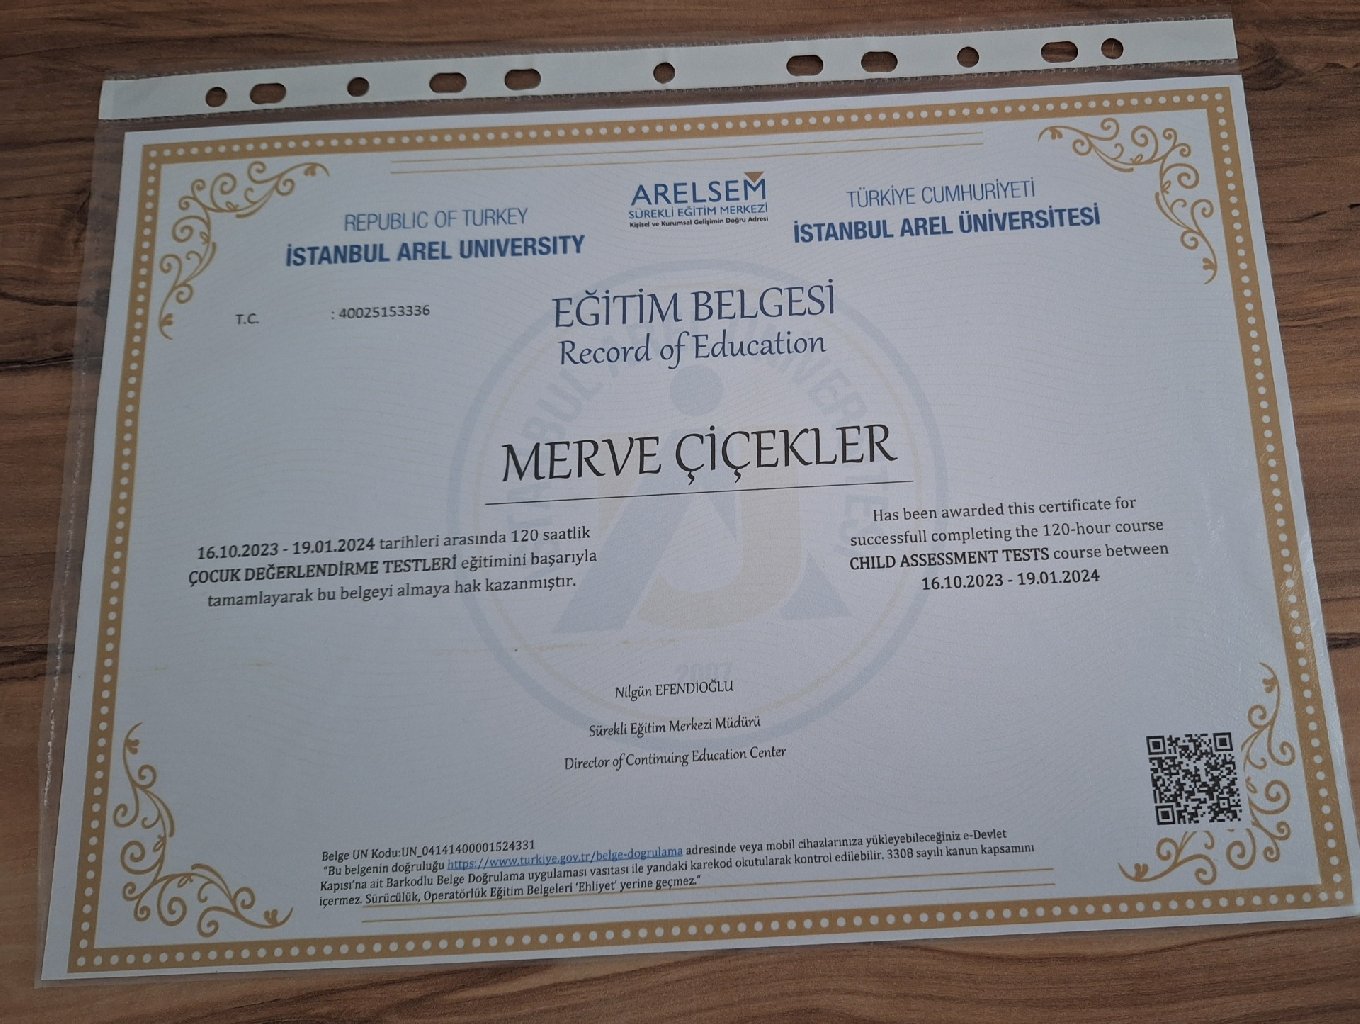 REPUBLIC OF TURKEY
İSTANBUL AREL UNIVERSITY
ARELSEM
SÜREKLİ EĞİTİM MERKEZİ
Kişisel ve Kurumsal Gelişimin Doğru Adresi
TÜRKİYE CUMHURİYETİ
İSTANBUL AREL ÜNİVERSİTESİ
T.C. : 40025153336
EĞİTİM BELGESİ
Record of Education
MERVE ÇİÇEKLER
16.10.2023 - 19.01.2024 tarihleri arasında 120 saatlik
ÇOCUK DEĞERLENDİRME TESTLERİ eğitimini başarıyla
tamamlayarak bu belgeyi almaya hak kazanmıştır.
Has been awarded this certificate for
successfull completing the 120-hour course
CHILD ASSESSMENT TESTS course between
16.10.2023 - 19.01.2024
2007
Nilgün EFENDİOĞLU
Sürekli Eğitim Merkezi Müdürü
Director of Continuing Education Center
Belge UN Kodu:UN_04141400001524331
"Bu belgenin doğruluğu https://www.turkiye.gov.tr/belge-dogrulama adresinde veya mobil cihazlarınıza yükleyebileceğiniz e-Devlet
Kapısı'na ait Barkodlu Belge Doğrulama uygulaması vasıtası ile yandaki karekod okutularak kontrol edilebilir. 3308 sayılı kanun kapsamını
içermez. Sürücülük, Operatörlük Eğitim Belgeleri 'Ehliyet' yerine geçmez."